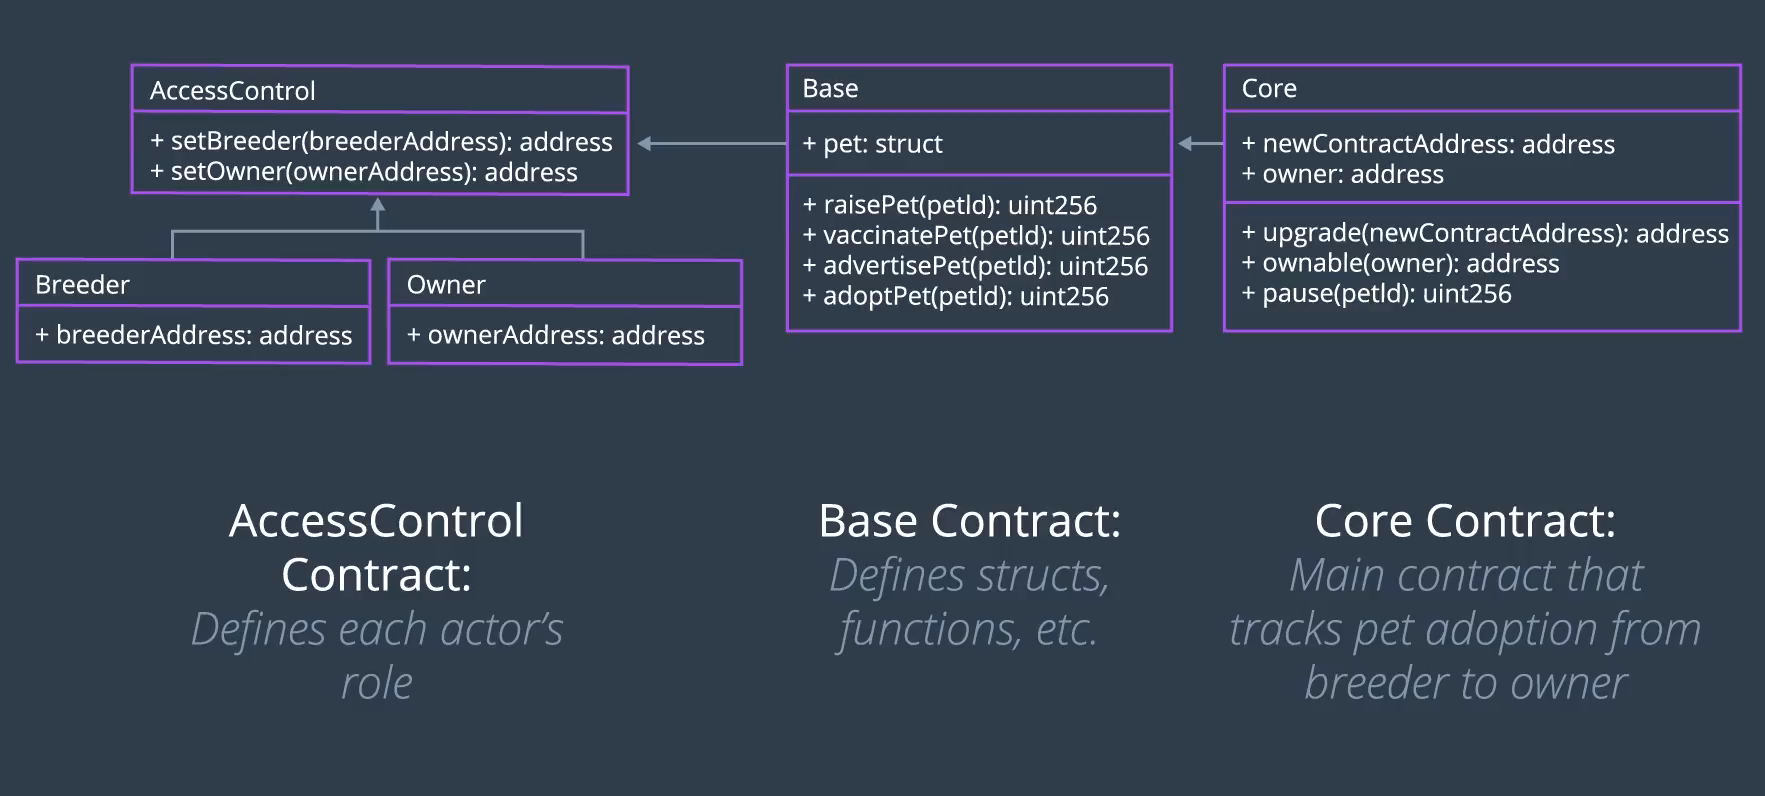 AccessControl
+ setBreeder(breederAddress): address
+ setOwner(ownerAddress): address
Breeder
+ breederAddress: address
Owner
+ ownerAddress: address
Base
+ pet: struct
+ raisePet(petId): uint256
+ vaccinatePet(petId): uint256
+ advertisePet(petId): uint256
+ adoptPet(petId): uint256
Core
+ newContractAddress: address
+ owner: address
+ upgrade(newContractAddress): address
+ ownable(owner): address
+ pause(petId): uint256
AccessControl
Contract:
Defines each actor’s
role
Base Contract:
Defines structs,
functions, etc.
Core Contract:
Main contract that
tracks pet adoption from
breeder to owner